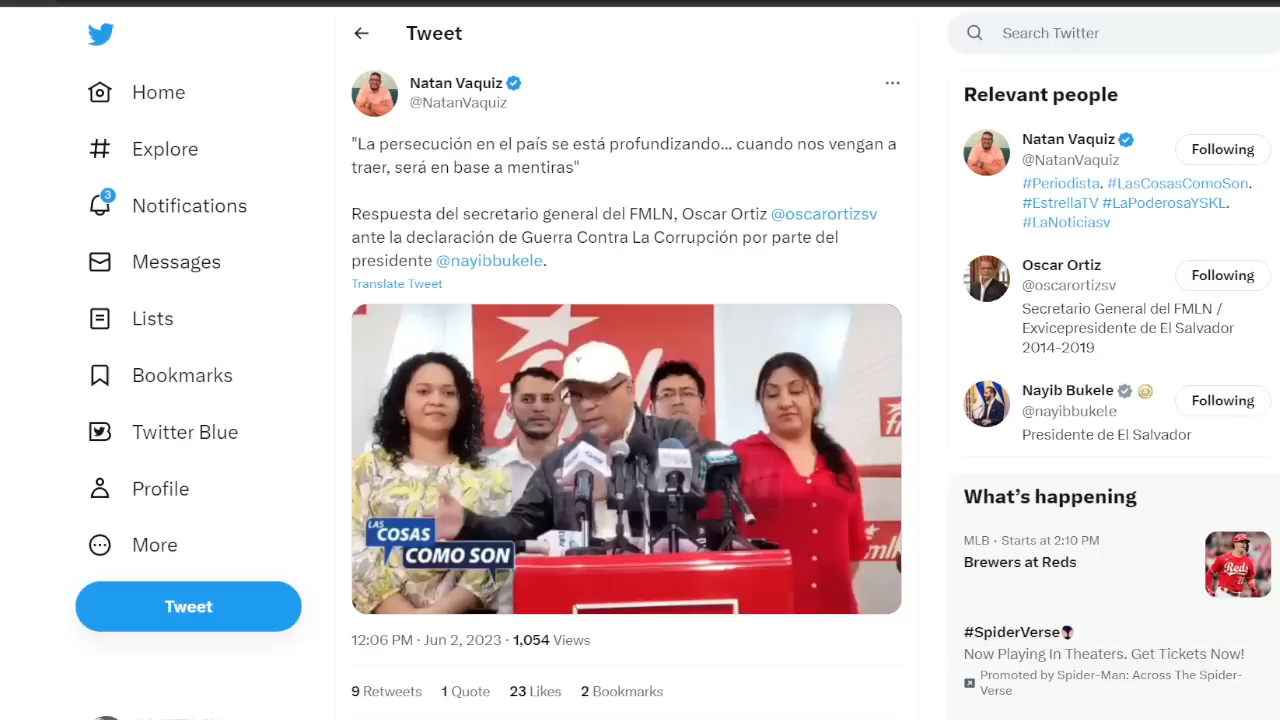 Tweet
Search Twitter
Home
Explore
3
Notifications
Messages
Lists
Bookmarks
Twitter Blue
Profile
More
Tweet
Natan Vaquiz
@NatanVaquiz
"La persecución en el país se está profundizando... cuando nos vengan a
traer, será en base a mentiras"
Respuesta del secretario general del FMLN, Oscar Ortiz @oscarortizsv
ante la declaración de Guerra Contra La Corrupción por parte del
presidente @nayibbukele.
Translate Tweet
LAS
COSAS
COMO SON
12:06 PM · Jun 2, 2023 · 1,054 Views
9 Retweets 1 Quote 23 Likes 2 Bookmarks
Relevant people
Natan Vaquiz
@NatanVaquiz
Following
#Periodista. #LasCosasComoSon.
#EstrellaTV #LaPoderosaYSKL.
#LaNoticiasv
Oscar Ortiz
@oscarortizsv
Following
Secretario General del FMLN /
Exvicepresidente de El Salvador
2014-2019
Nayib Bukele
@nayibbukele
Following
Presidente de El Salvador
What's happening
MLB · Starts at 2:10 PM
Brewers at Reds
Reds
#SpiderVerse
Now Playing In Theaters. Get Tickets Now!
Promoted by Spider-Man: Across The Spider-
Verse